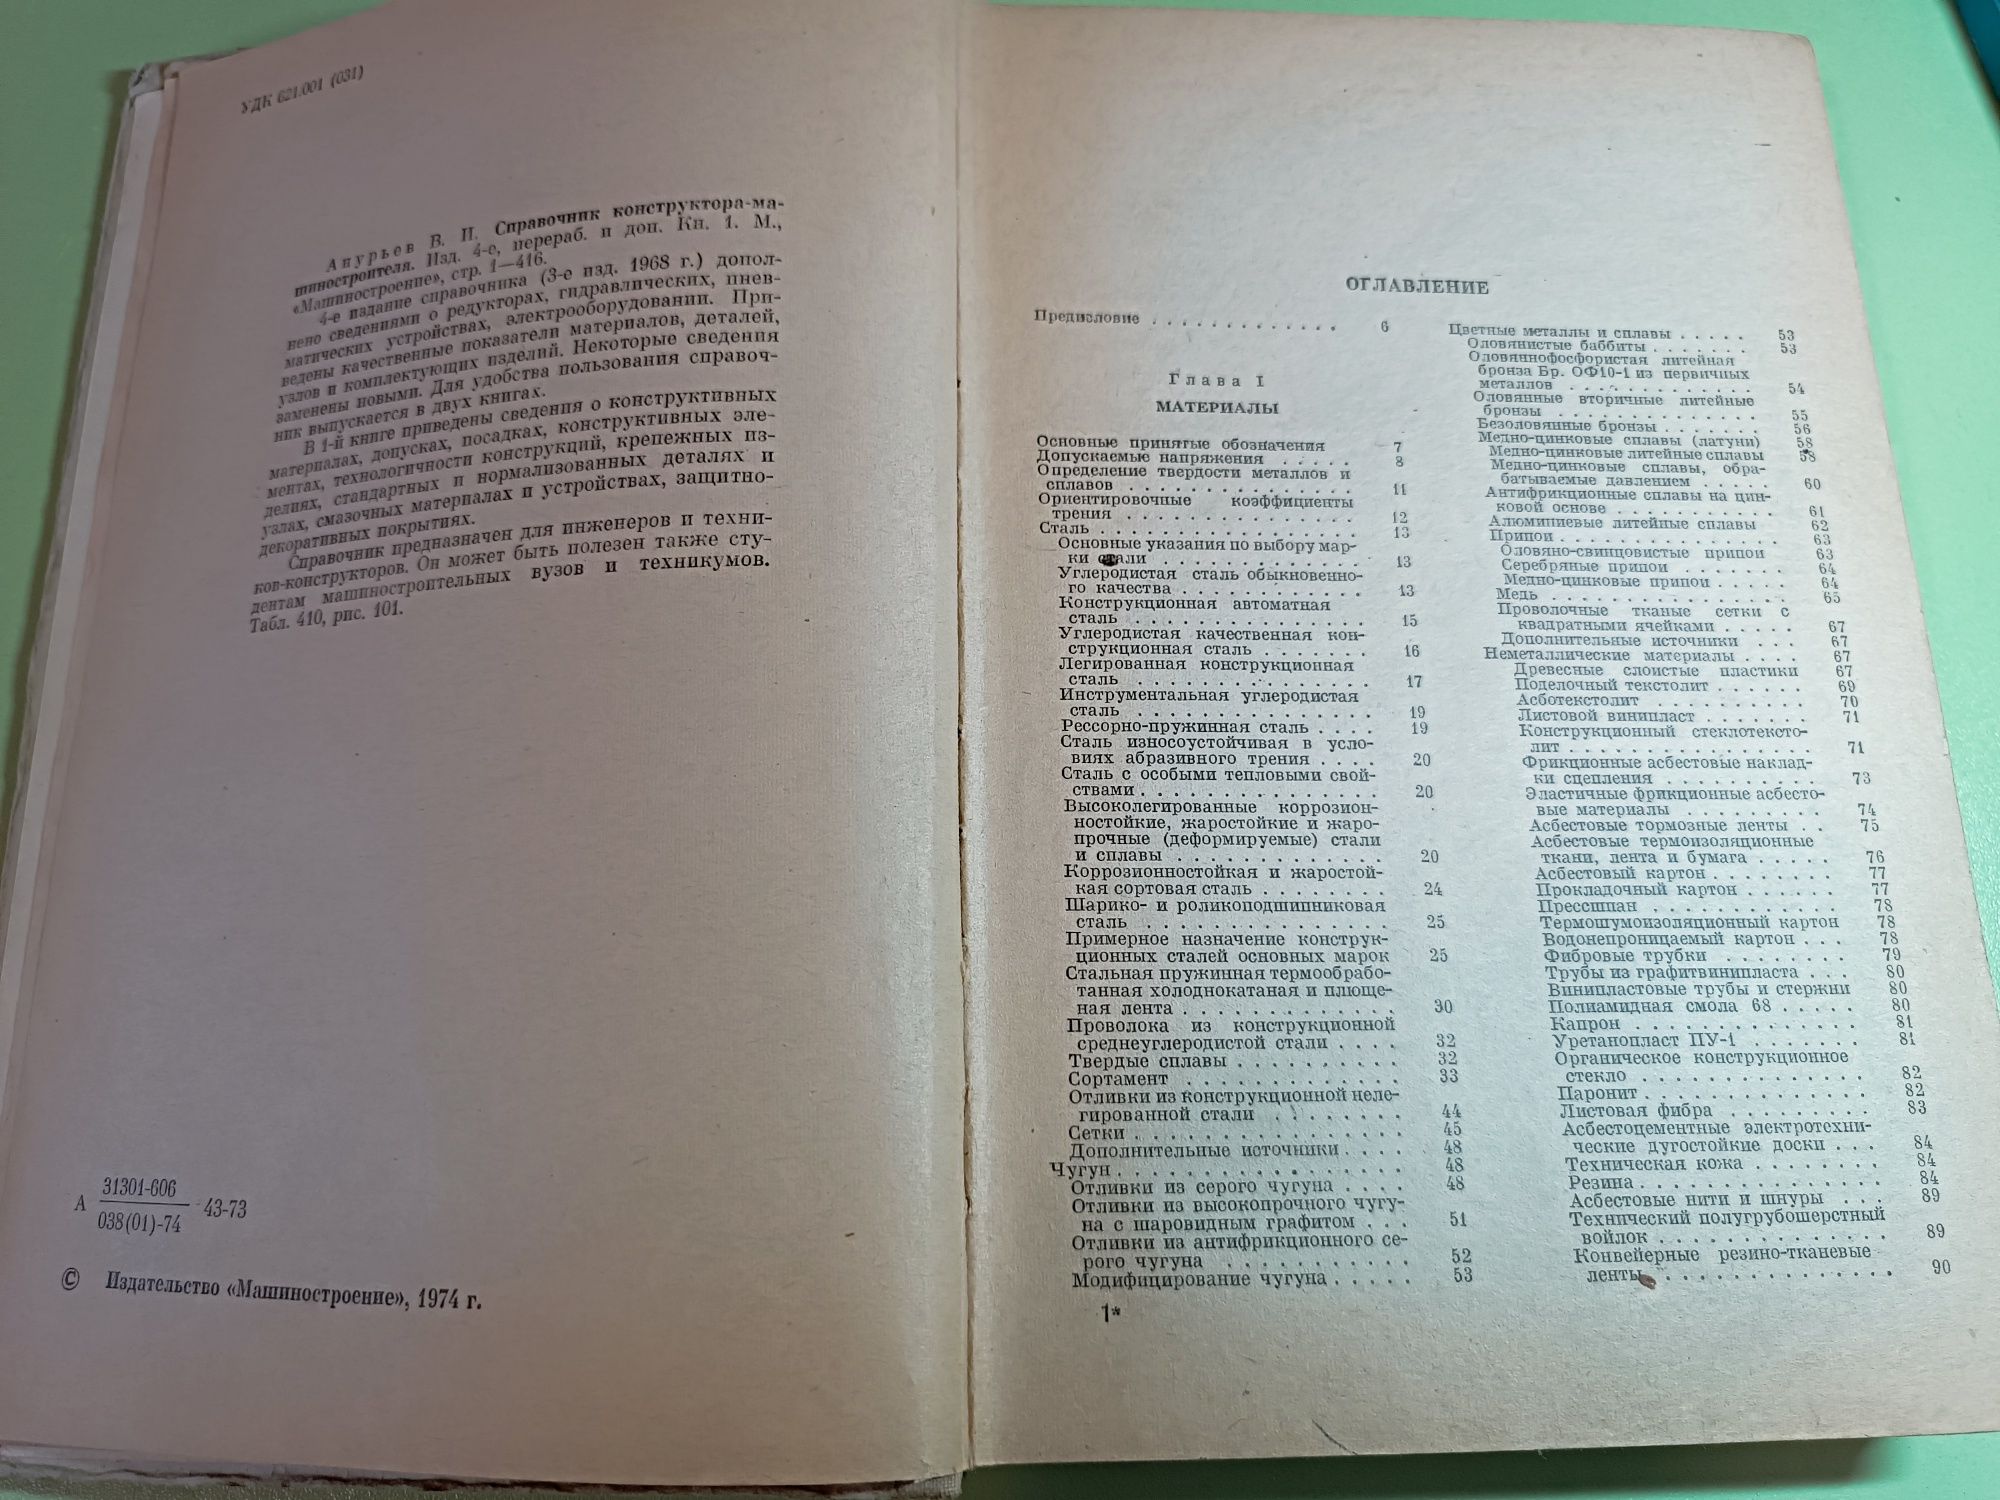 УДК 621.001 (031)
Анурьев В. И. Справочник конструктора-ма-
шиностроителя. Изд. 4-е, перераб. и доп. Кн. 1. М.,
«Машиностроение», стр. 1—416.
4-е издание справочника (3-е изд. 1968 г.) допол-
нено сведениями о редукторах, гидравлических, пнев-
матических устройствах, электрооборудовании. При-
ведены качественные показатели материалов, деталей,
узлов и комплектующих изделий. Некоторые сведения
заменены новыми. Для удобства пользования справоч-
ник выпускается в двух книгах.
В 1-й книге приведены сведения о конструктивных
материалах, допусках, посадках, конструктивных эле-
ментах, технологичности конструкций, крепежных из-
делиях, стандартных и нормализованных деталях и
узлах, смазочных материалах и устройствах, защитно-
декоративных покрытиях.
Справочник предназначен для инженеров и техни-
ков-конструкторов. Он может быть полезен также сту-
дентам машиностроительных вузов и техникумов.
Табл. 410, рис. 101.
А 31301-606
038(01)-74 43-73
© Издательство «Машиностроение», 1974 г.
ОГЛАВЛЕНИЕ
Предисловие . . . . . . . . . . . . . 6
Глава I
МАТЕРИАЛЫ
Основные принятые обозначения 7
Допускаемые напряжения . . . . . 8
Определение твердости металлов и
сплавов . . . . . . . . . . . . . . 11
Ориентировочные коэффициенты
трения . . . . . . . . . . . . . . 12
Сталь . . . . . . . . . . . . . . . 13
Основные указания по выбору мар-
ки стали . . . . . . . . . . . . 13
Углеродистая сталь обыкновенно-
го качества . . . . . . . . . . . 13
Конструкционная автоматная
сталь . . . . . . . . . . . . . . 15
Углеродистая качественная кон-
струкционная сталь . . . . . . . 16
Легированная конструкционная
сталь . . . . . . . . . . . . . . 17
Инструментальная углеродистая
сталь . . . . . . . . . . . . . . 19
Рессорно-пружинная сталь . . . . 19
Сталь износоустойчивая в усло-
виях абразивного трения . . . . 20
Сталь с особыми тепловыми свой-
ствами . . . . . . . . . . . . . . 20
Высоколегированные коррозион-
ностойкие, жаростойкие и жаро-
прочные (деформируемые) стали
и сплавы . . . . . . . . . . . . 20
Коррозионностойкая и жаростой-
кая сортовая сталь . . . . . . . . 24
Шарико- и роликоподшипниковая
сталь . . . . . . . . . . . . . . 25
Примерное назначение конструк-
ционных сталей основных марок 25
Стальная пружинная термообрабо-
танная холоднокатаная и плюще-
ная лента . . . . . . . . . . . . 30
Проволока из конструкционной
среднеуглеродистой стали . . . . 32
Твердые сплавы . . . . . . . . . . 32
Сортамент . . . . . . . . . . . . 33
Отливки из конструкционной неле-
гированной стали . . . . . . . . 44
Сетки . . . . . . . . . . . . . . 45
Дополнительные источники . . . . 48
Чугун . . . . . . . . . . . . . . . 48
Отливки из серого чугуна . . . . 48
Отливки из высокопрочного чугу-
на с шаровидным графитом . . . 51
Отливки из антифрикционного се-
рого чугуна . . . . . . . . . . . 52
Модифицирование чугуна . . . . . 53
1*
Цветные металлы и сплавы . . . . . 53
Оловянистые баббиты . . . . . . . 53
Оловяннофосфористая литейная
бронза Бр. ОФ10-1 из первичных
металлов . . . . . . . . . . . . . 54
Оловянные вторичные литейные
бронзы . . . . . . . . . . . . . . 55
Безоловянные бронзы . . . . . . . 56
Медно-цинковые сплавы (латуни) 58
Медно-цинковые литейные сплавы 58
Медно-цинковые сплавы, обра-
батываемые давлением . . . . . 60
Антифрикционные сплавы на цин-
ковой основе . . . . . . . . . . 61
Алюминиевые литейные сплавы 62
Припои . . . . . . . . . . . . . . 63
Оловяно-свинцовистые припои 63
Серебряные припои . . . . . . . 64
Медно-цинковые припои . . . . . 64
Медь . . . . . . . . . . . . . . . 65
Проволочные тканые сетки с
квадратными ячейками . . . . . 67
Дополнительные источники . . . 67
Неметаллические материалы . . . . 67
Древесные слоистые пластики 67
Поделочный текстолит . . . . . . 69
Асботекстолит . . . . . . . . . . 70
Листовой винипласт . . . . . . . 71
Конструкционный стеклотексто-
лит . . . . . . . . . . . . . . . 71
Фрикционные асбестовые наклад-
ки сцепления . . . . . . . . . . 73
Эластичные фрикционные асбесто-
вые материалы . . . . . . . . . 74
Асбестовые тормозные ленты . . 75
Асбестовые термоизоляционные
ткани, лента и бумага . . . . . 76
Асбестовый картон . . . . . . . . 77
Прокладочный картон . . . . . . 77
Прессшпан . . . . . . . . . . . . 78
Термошумоизоляционный картон 78
Водонепроницаемый картон . . . 78
Фибровые трубки . . . . . . . . 79
Трубы из графитвинипласта . . . 80
Винипластовые трубы и стержни 80
Полиамидная смола 68 . . . . . 80
Капрон . . . . . . . . . . . . . . 81
Уретанопласт ПУ-1 . . . . . . . 81
Органическое конструкционное
стекло . . . . . . . . . . . . . . 82
Паронит . . . . . . . . . . . . . . 82
Листовая фибра . . . . . . . . . 83
Асбестоцементные электротехни-
ческие дугостойкие доски . . . 84
Техническая кожа . . . . . . . . 84
Резина . . . . . . . . . . . . . . 84
Асбестовые нити и шнуры . . . 89
Технический полугрубошерстный
войлок . . . . . . . . . . . . . . 89
Конвейерные резино-тканевые
ленты . . . . . . . . . . . . . . 90